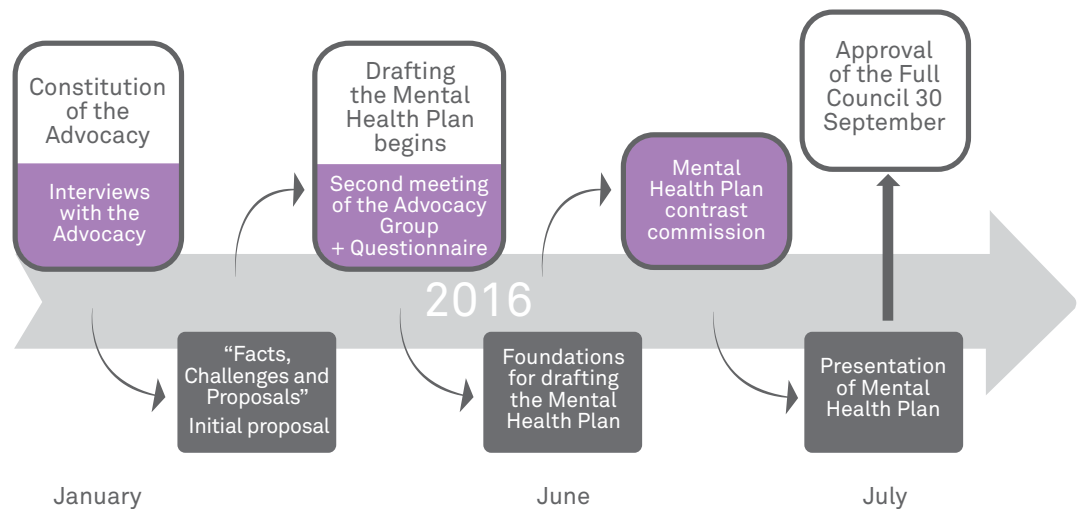 Constitution
of the
Advocacy
Interviews
with the
Advocacy
Drafting
the Mental
Health Plan
begins
Second meeting
of the Advocacy
Group
+ Questionnaire
Mental
Health Plan
contrast
commission
Approval
of the Full
Council 30
September
2016
“Facts,
Challenges and
Proposals”
Initial proposal
Foundations
for drafting
the Mental
Health Plan
Presentation
of Mental
Health Plan
January
June
July